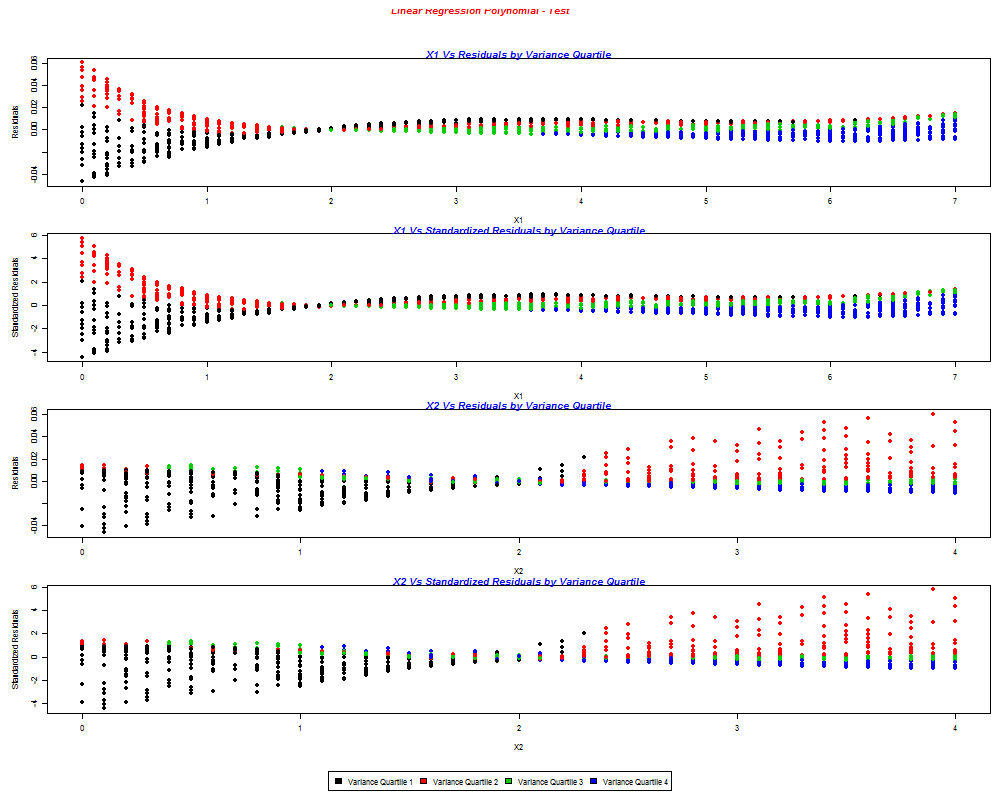 Linear Regression Polynomial - Test
X1 Vs Residuals by Variance Quartile
Residuals
-0.04 0.00 0.02 0.04 0.06
0 1 2 3 4 5 6 7
X1
X1 Vs Standardized Residuals by Variance Quartile
Standardized Residuals
-4 -2 0 2 4 6
0 1 2 3 4 5 6 7
X1
X2 Vs Residuals by Variance Quartile
Residuals
-0.04 0.00 0.02 0.04 0.06
0 1 2 3 4
X2
X2 Vs Standardized Residuals by Variance Quartile
Standardized Residuals
-4 -2 0 2 4 6
0 1 2 3 4
X2
Variance Quartile 1 Variance Quartile 2 Variance Quartile 3 Variance Quartile 4